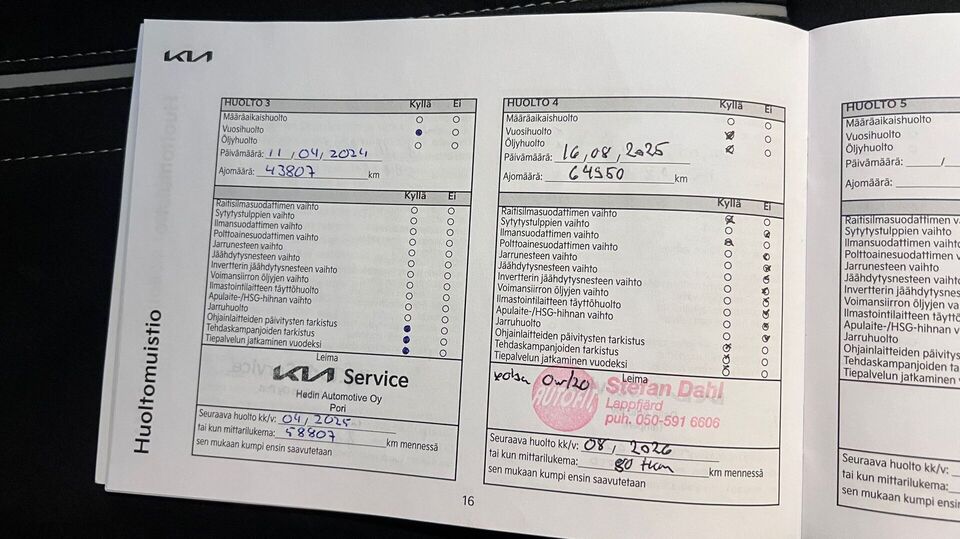 KIA
Huoltomuistio
HUOLTO 3 Kyllä Ei
Määräaikaishuolto
Vuosihuolto
Öljyhuolto
Päivämäärä: 11, 04, 2024
Ajomäärä: 43807 km
Kyllä Ei
Raitisilmasuodattimen vaihto
Sytytystulppien vaihto
Ilmansuodattimen vaihto
Polttoainesuodattimen vaihto
Jarrunesteen vaihto
Jäähdytysnesteen vaihto
Invertterin jäähdytysnesteen vaihto
Voimansiirron öljyjen vaihto
Ilmastointilaitteen täyttöhuolto
Apulaite-/HSG-hihnan vaihto
Jarruhuolto
Ohjainlaitteiden päivitysten tarkistus
Tehdaskampanjoiden tarkistus
Tiepalvelun jatkaminen vuodeksi
Leima
KIA Service
Hedin Automotive Oy
Pori
Seuraava huolto kk/v: 04, 2025
tai kun mittarilukema: 58807 km mennessä
sen mukaan kumpi ensin saavutetaan
HUOLTO 4 Kyllä Ei
Määräaikaishuolto
Vuosihuolto
Öljyhuolto
Päivämäärä: 16, 08, 2025
Ajomäärä: 64950 km
Kyllä Ei
Raitisilmasuodattimen vaihto
Sytytystulppien vaihto
Ilmansuodattimen vaihto
Polttoainesuodattimen vaihto
Jarrunesteen vaihto
Jäähdytysnesteen vaihto
Invertterin jäähdytysnesteen vaihto
Voimansiirron öljyjen vaihto
Ilmastointilaitteen täyttöhuolto
Apulaite-/HSG-hihnan vaihto
Jarruhuolto
Ohjainlaitteiden päivitysten tarkistus
Tehdaskampanjoiden tarkistus
Tiepalvelun jatkaminen vuodeksi
Leima
0w/20
AUTOFIT
Stefan Dahl
Lappfjärd
puh. 050-591 6606
Seuraava huolto kk/v: 08, 2026
tai kun mittarilukema: 80 tkm km mennessä
sen mukaan kumpi ensin saavutetaan
16
HUOLTO 5
Määräaikaishuolto
Vuosihuolto
Öljyhuolto
Päivämäärä: /
Ajomäärä:
Raitisilmasuodattimen
Sytytystulppien vaihto
Ilmansuodattimen vaihto
Polttoainesuodattimen
Jarrunesteen vaihto
Jäähdytysnesteen vaihto
Invertterin jäähdytysnes
Voimansiirron öljyjen va
Ilmastointilaitteen täyttö
Apulaite-/HSG-hihnan v
Jarruhuolto
Ohjainlaitteiden päivitys
Tehdaskampanjoiden ta
Tiepalvelun jatkaminen
Seuraava huolto kk/v:
tai kun mittarilukema:
sen mukaan kumpi ensin